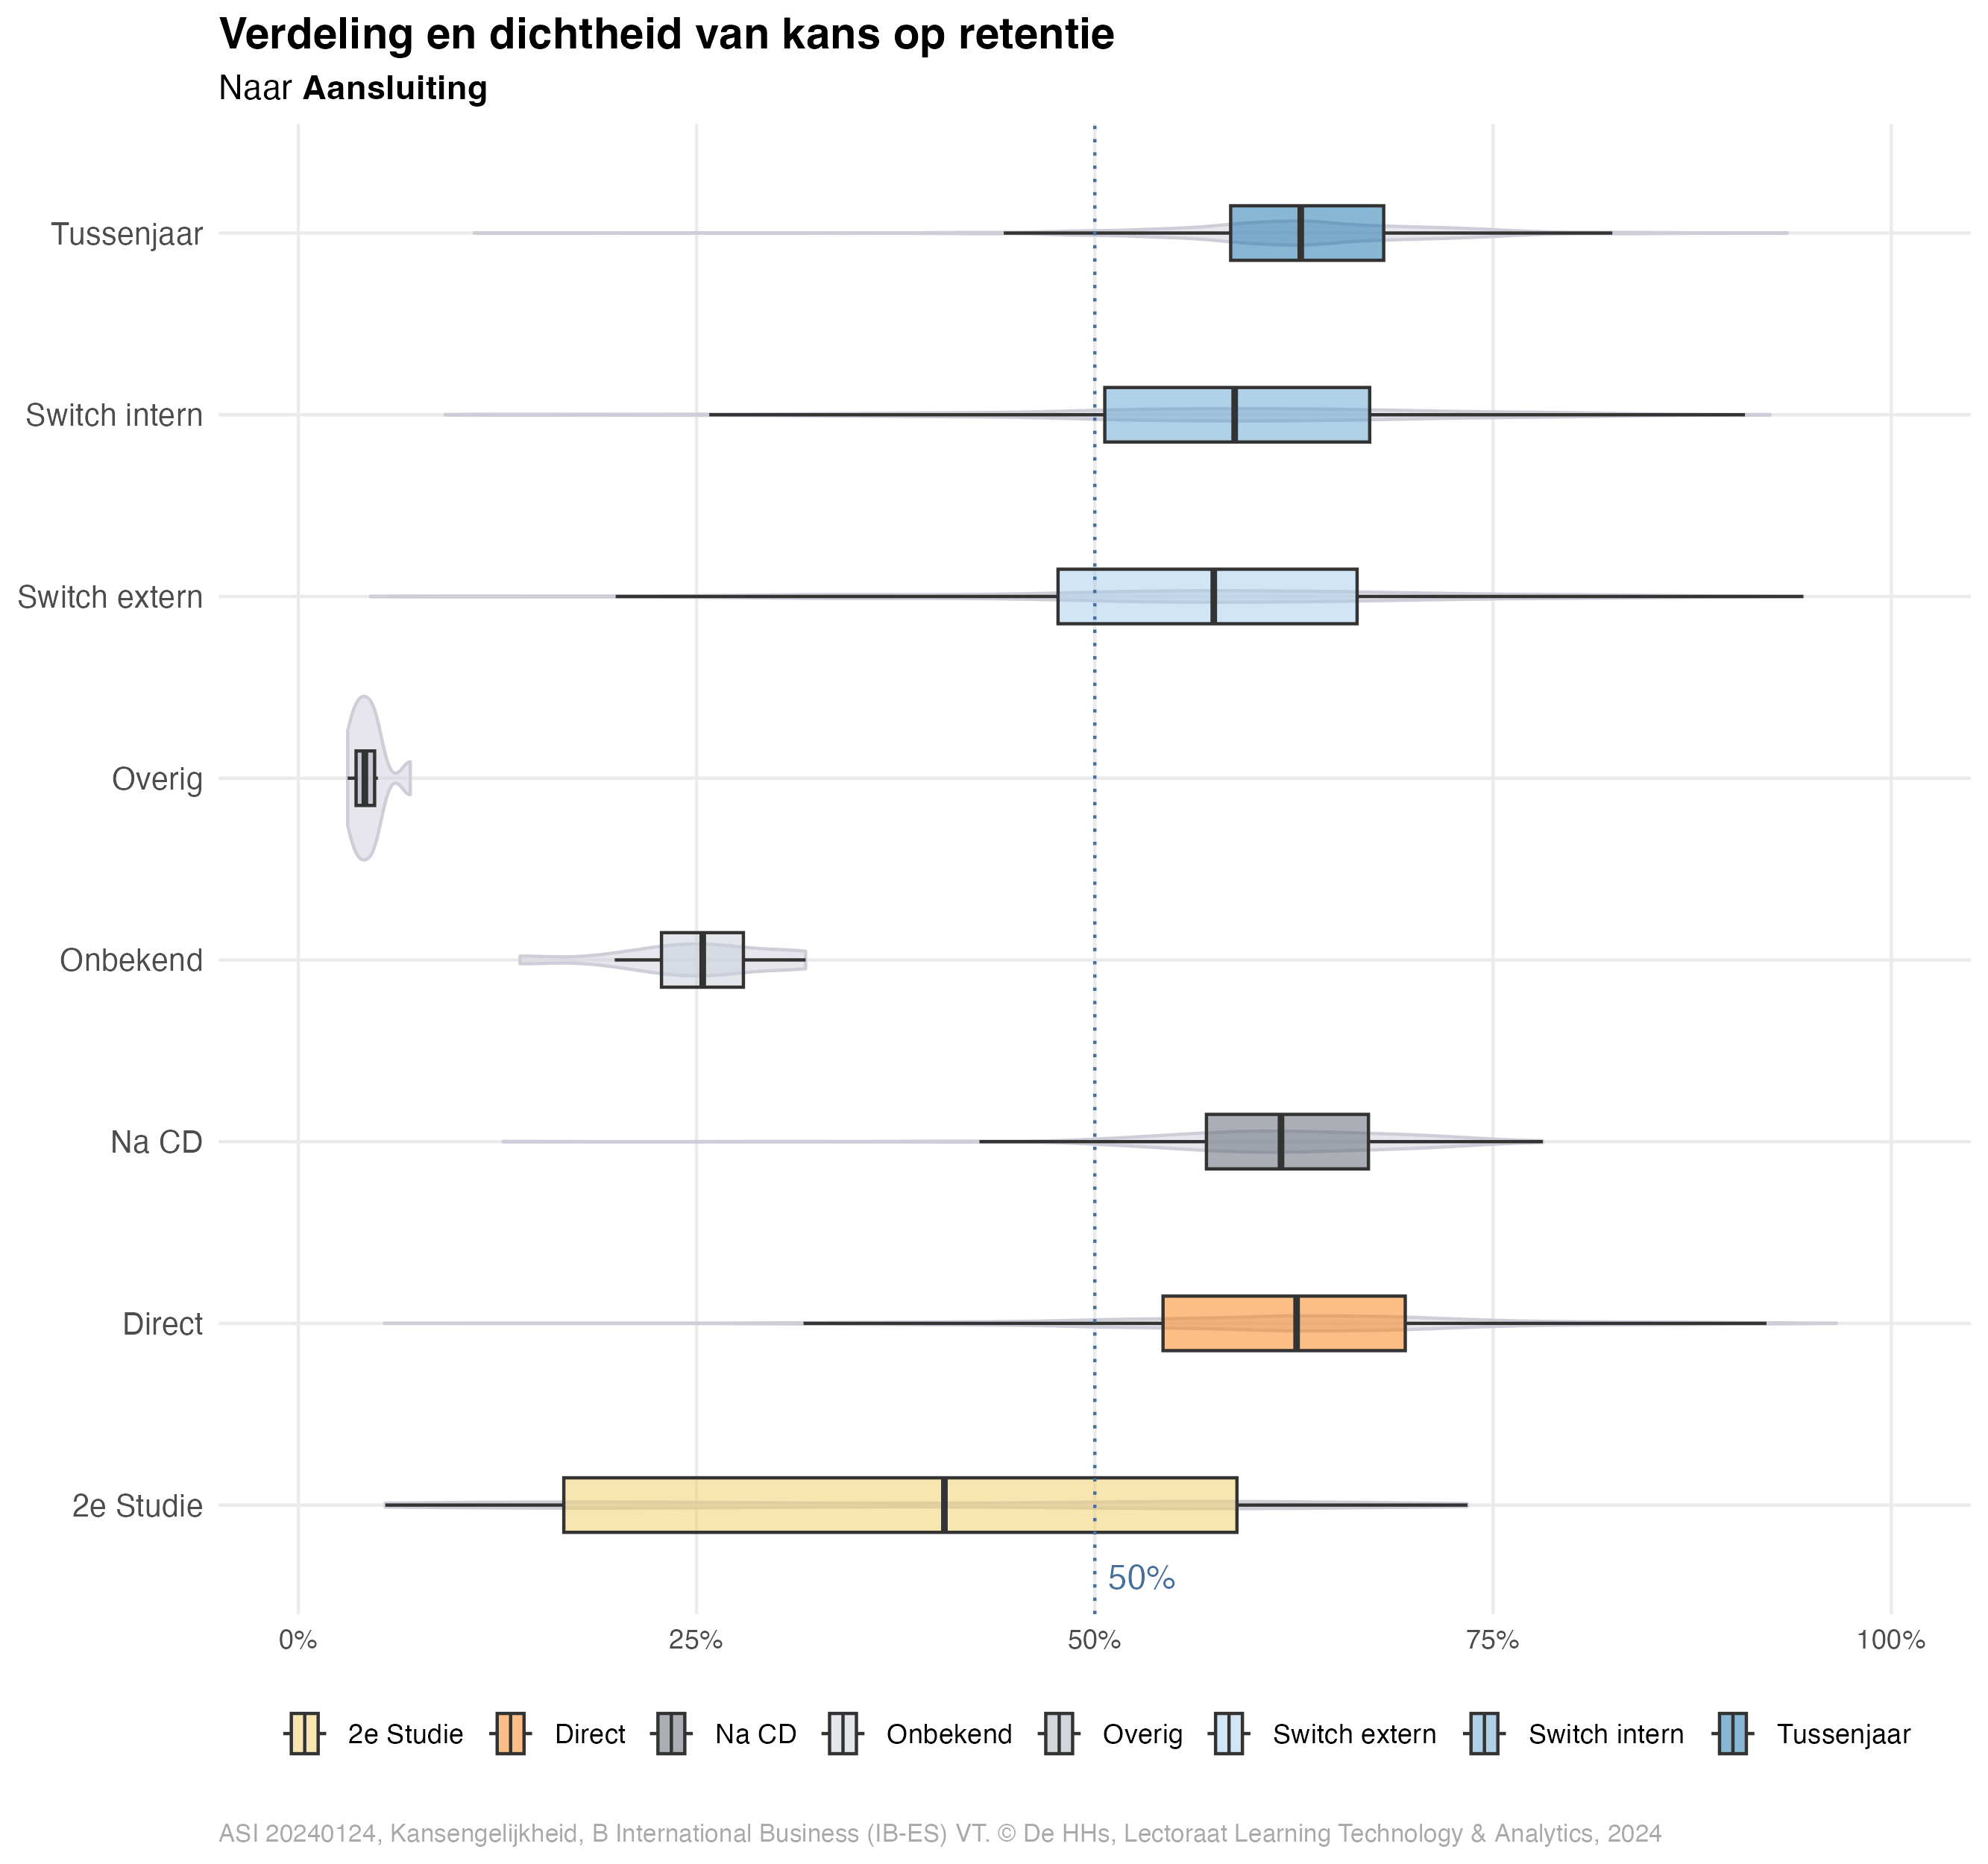 Verdeling en dichtheid van kans op retentie
Naar Aansluiting
Tussenjaar
Switch intern
Switch extern
Overig
Onbekend
Na CD
Direct
2e Studie
50%
0% 25% 50% 75% 100%
2e Studie Direct Na CD Onbekend Overig Switch extern Switch intern Tussenjaar
ASI 20240124, Kansengelijkheid, B International Business (IB-ES) VT. © De HHs, Lectoraat Learning Technology & Analytics, 2024